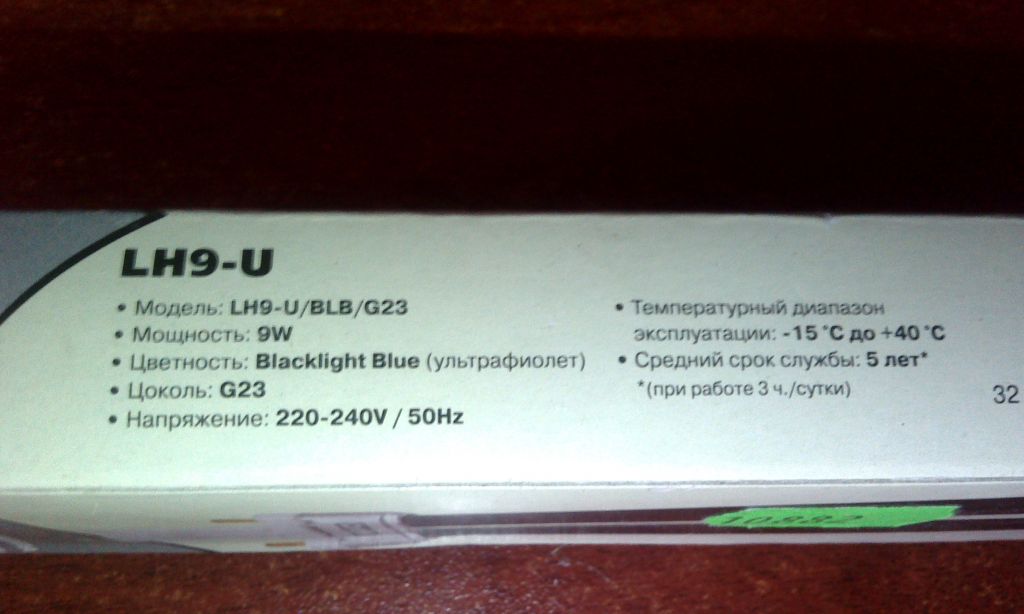 LH9-U
• Модель: LH9-U/BLB/G23
• Мощность: 9W
• Цветность: Blacklight Blue (ультрафиолет)
• Цоколь: G23
• Напряжение: 220-240V / 50Hz
• Температурный диапазон
эксплуатации: -15 °C до +40 °C
• Средний срок службы: 5 лет*
*(при работе 3 ч./сутки)
32
10882